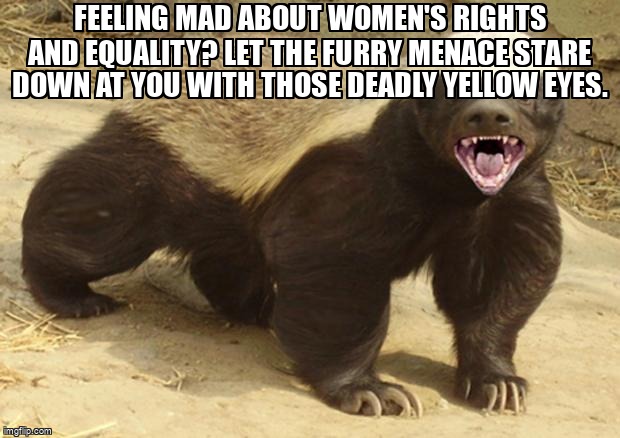 FEELING MAD ABOUT WOMEN'S RIGHTS
AND EQUALITY? LET THE FURRY MENACE STARE
DOWN AT YOU WITH THOSE DEADLY YELLOW EYES.
imgflip.com